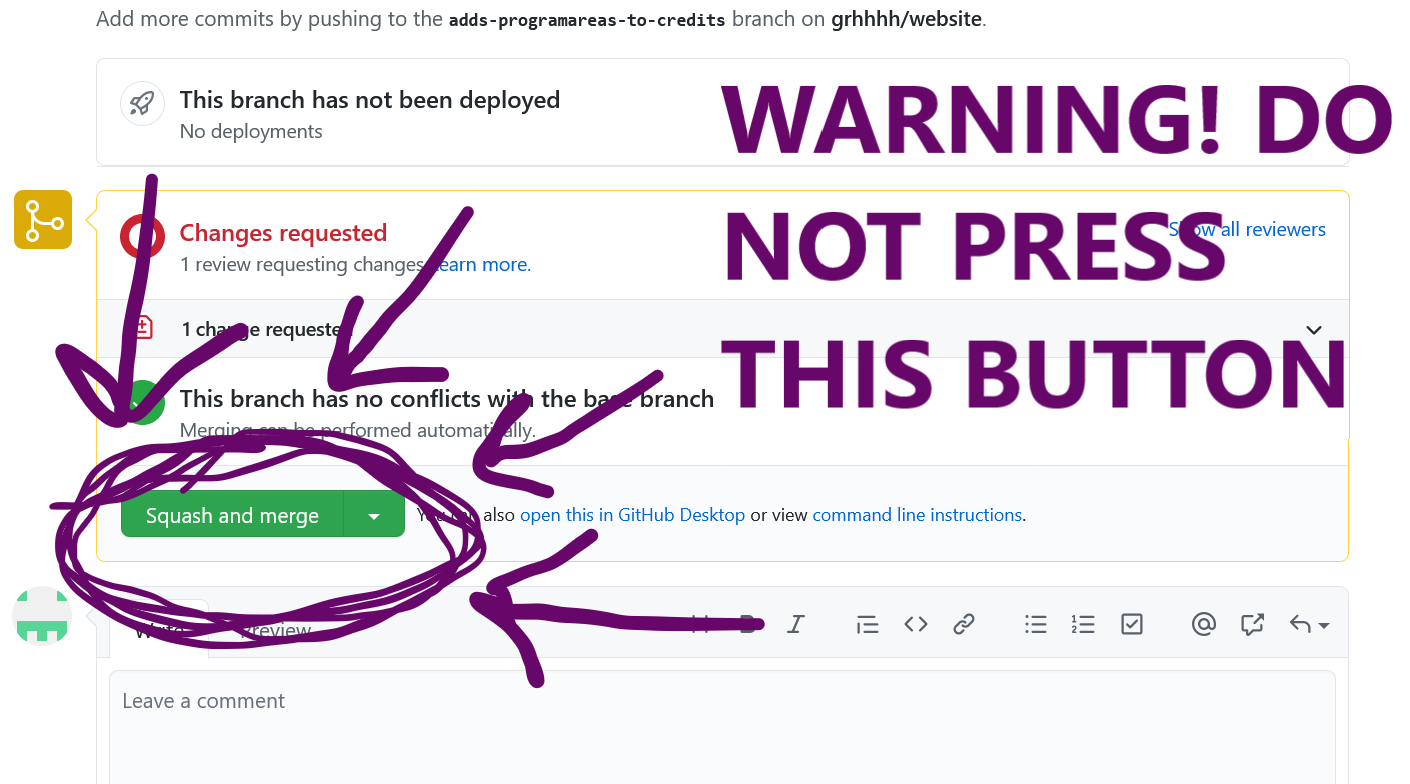 Add more commits by pushing to the adds-programareas-to-credits branch on grhhhh/website.
This branch has not been deployed
No deployments
WARNING! DO
NOT PRESS
THIS BUTTON
Changes requested
Show all reviewers
1 review requesting changes. Learn more.
1 change requested
This branch has no conflicts with the base branch
Merging can be performed automatically.
Squash and merge
You can also open this in GitHub Desktop or view command line instructions.
Write
Preview
Leave a comment